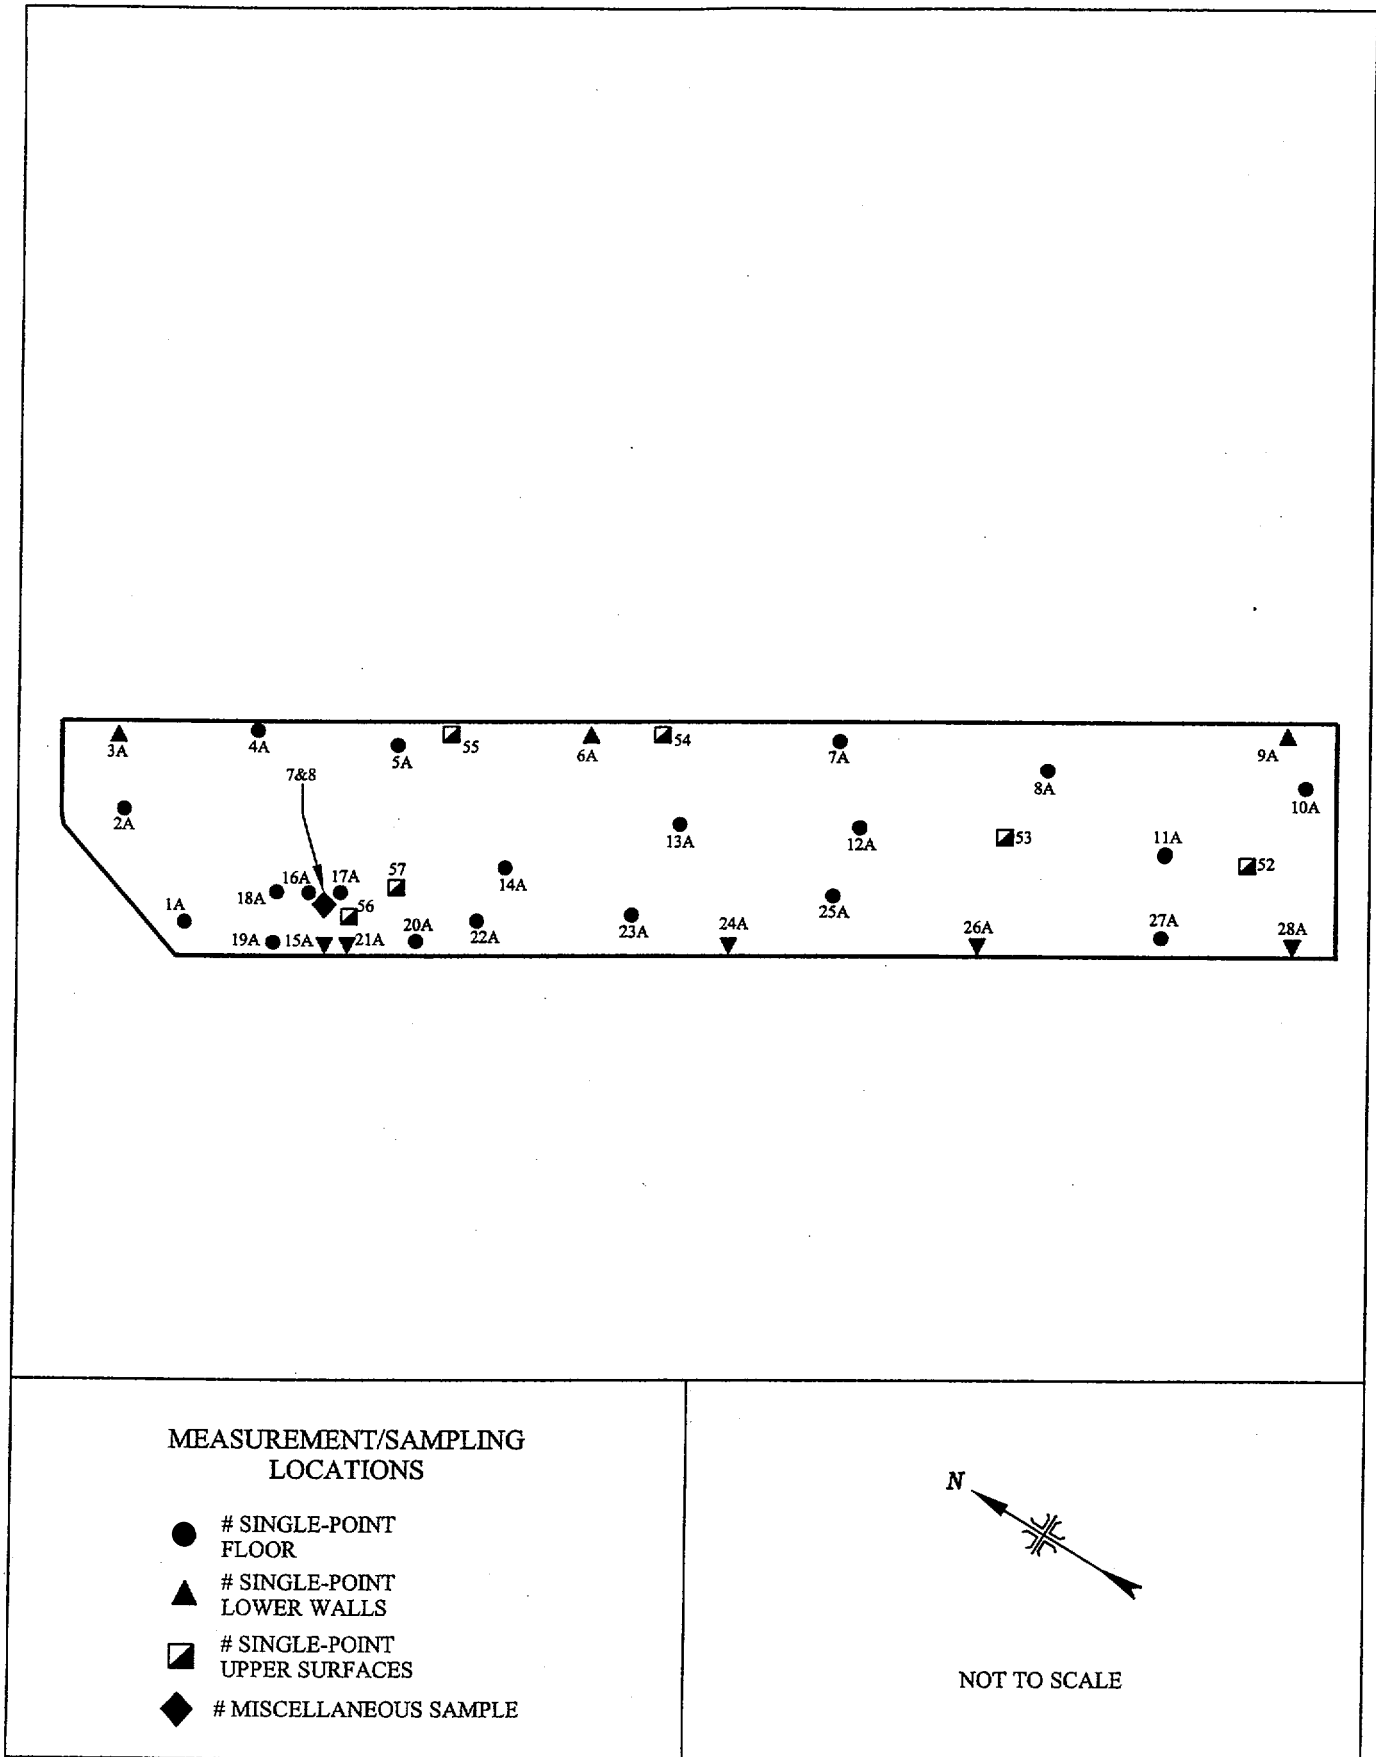 3A
4A
5A
55
6A
54
7A
8A
9A
10A
7&8
2A
13A
12A
53
11A
52
14A
57
16A
17A
18A
1A
56
25A
19A
15A
21A
20A
22A
23A
24A
26A
27A
28A
MEASUREMENT/SAMPLING
LOCATIONS
# SINGLE-POINT
FLOOR
# SINGLE-POINT
LOWER WALLS
# SINGLE-POINT
UPPER SURFACES
# MISCELLANEOUS SAMPLE
N
NOT TO SCALE